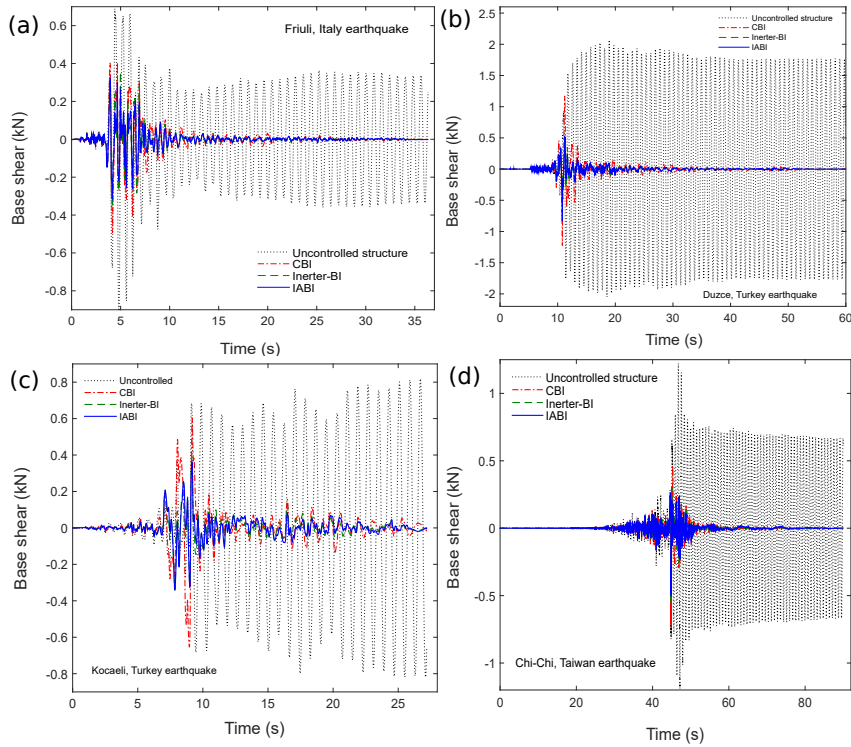 (a)
Friuli, Italy earthquake
0.6
0.4
0.2
0
-0.2
-0.4
-0.6
-0.8
Base shear (kN)
Uncontrolled structure
CBI
Inerter-BI
IABI
0 5 10 15 20 25 30 35
Time (s)
(b)
2.5
2
1.5
1
0.5
0
-0.5
-1
-1.5
-2
Base shear (kN)
Uncontrolled structure
CBI
Inerter-BI
IABI
Duzce, Turkey earthquake
0 10 20 30 40 50 60
Time (s)
(c)
0.8
0.6
0.4
0.2
0
-0.2
-0.4
-0.6
-0.8
Base shear (kN)
Uncontrolled
CBI
Inerter-BI
IABI
Kocaeli, Turkey earthquake
0 5 10 15 20 25
Time (s)
(d)
1
0.5
0
-0.5
-1
Base shear (kN)
Uncontrolled structure
CBI
Inerter-BI
IABI
Chi-Chi, Taiwan earthquake
0 20 40 60 80
Time (s)